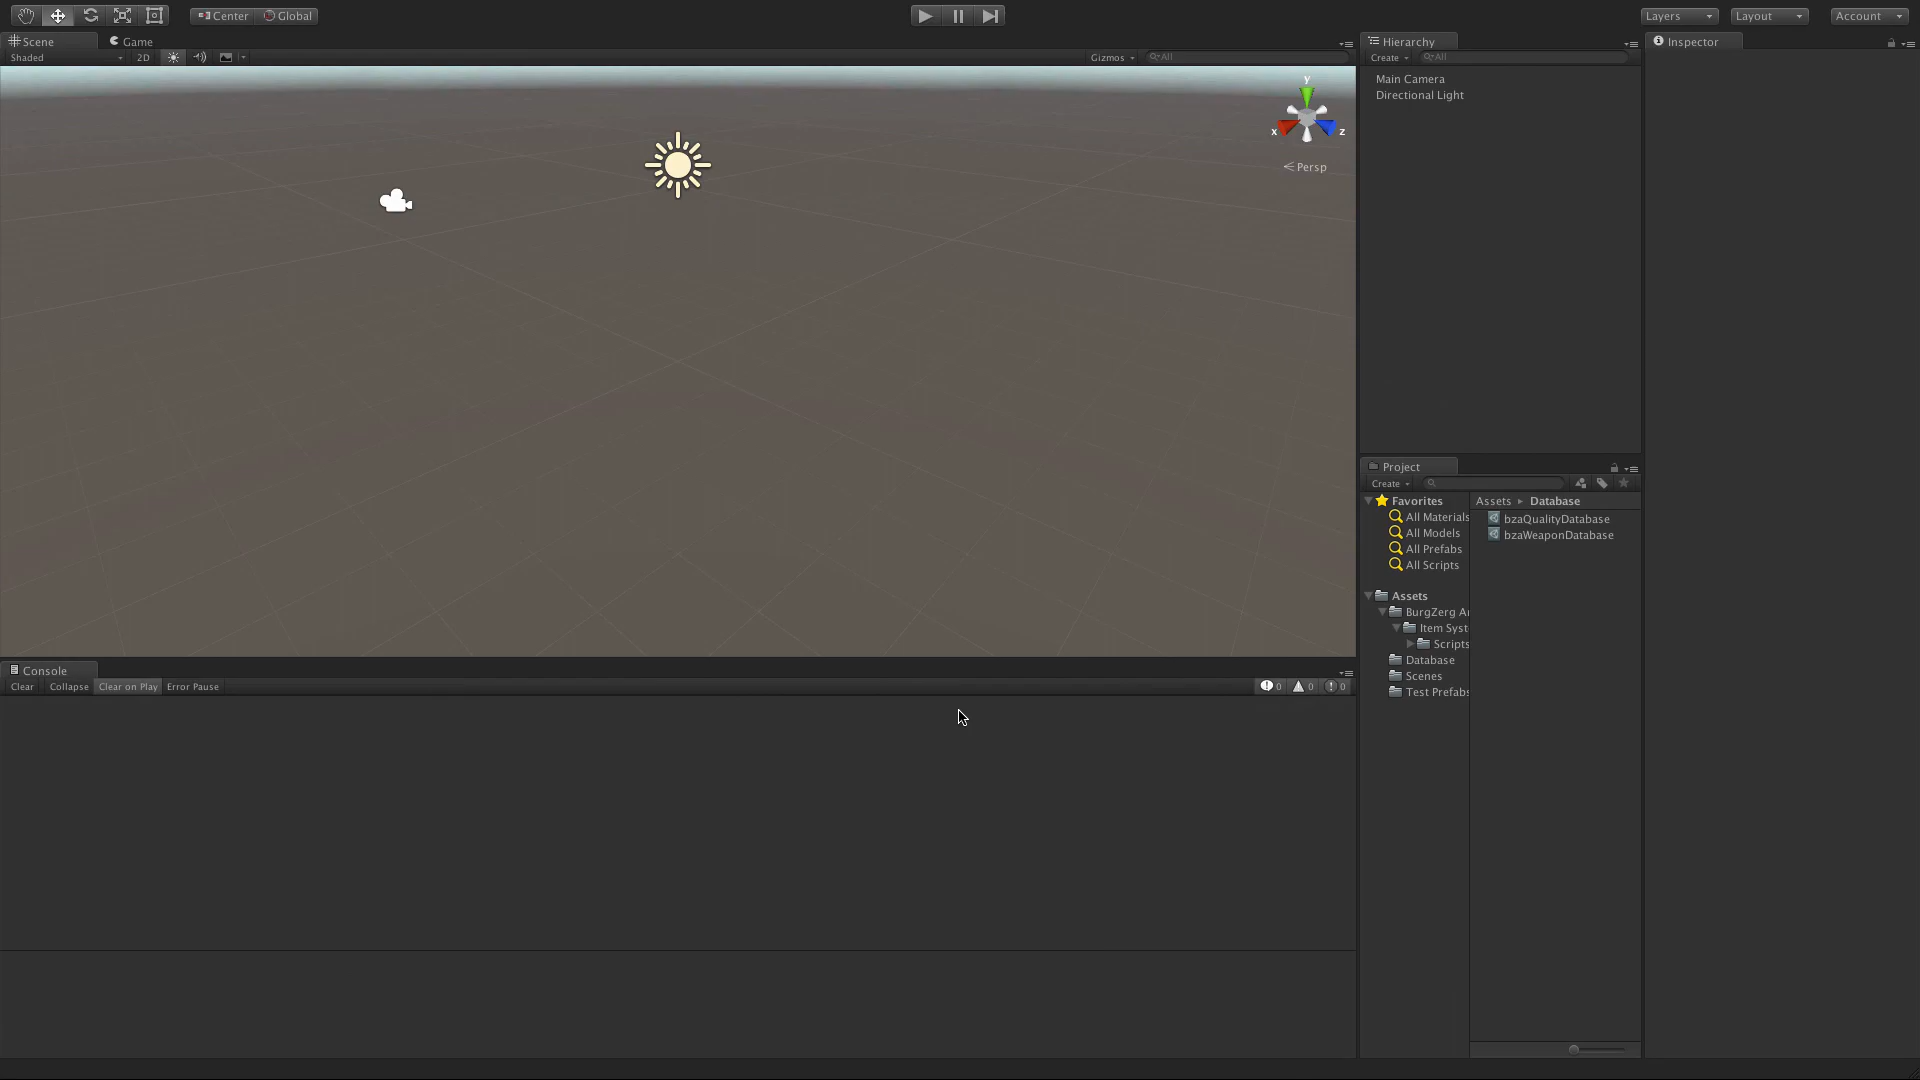 Center Global
Layers Layout Account
Scene Game
Shaded 2D
Gizmos All
y
x z
Persp
Hierarchy
Create All
Main Camera
Directional Light
Inspector
Project
Create
Favorites
All Materials
All Models
All Prefabs
All Scripts
Assets
BurgZerg Ar
Item Syst
Scripts
Database
Scenes
Test Prefabs
Assets Database
bzaQualityDatabase
bzaWeaponDatabase
Console
Clear Collapse Clear on Play Error Pause
0 0 0